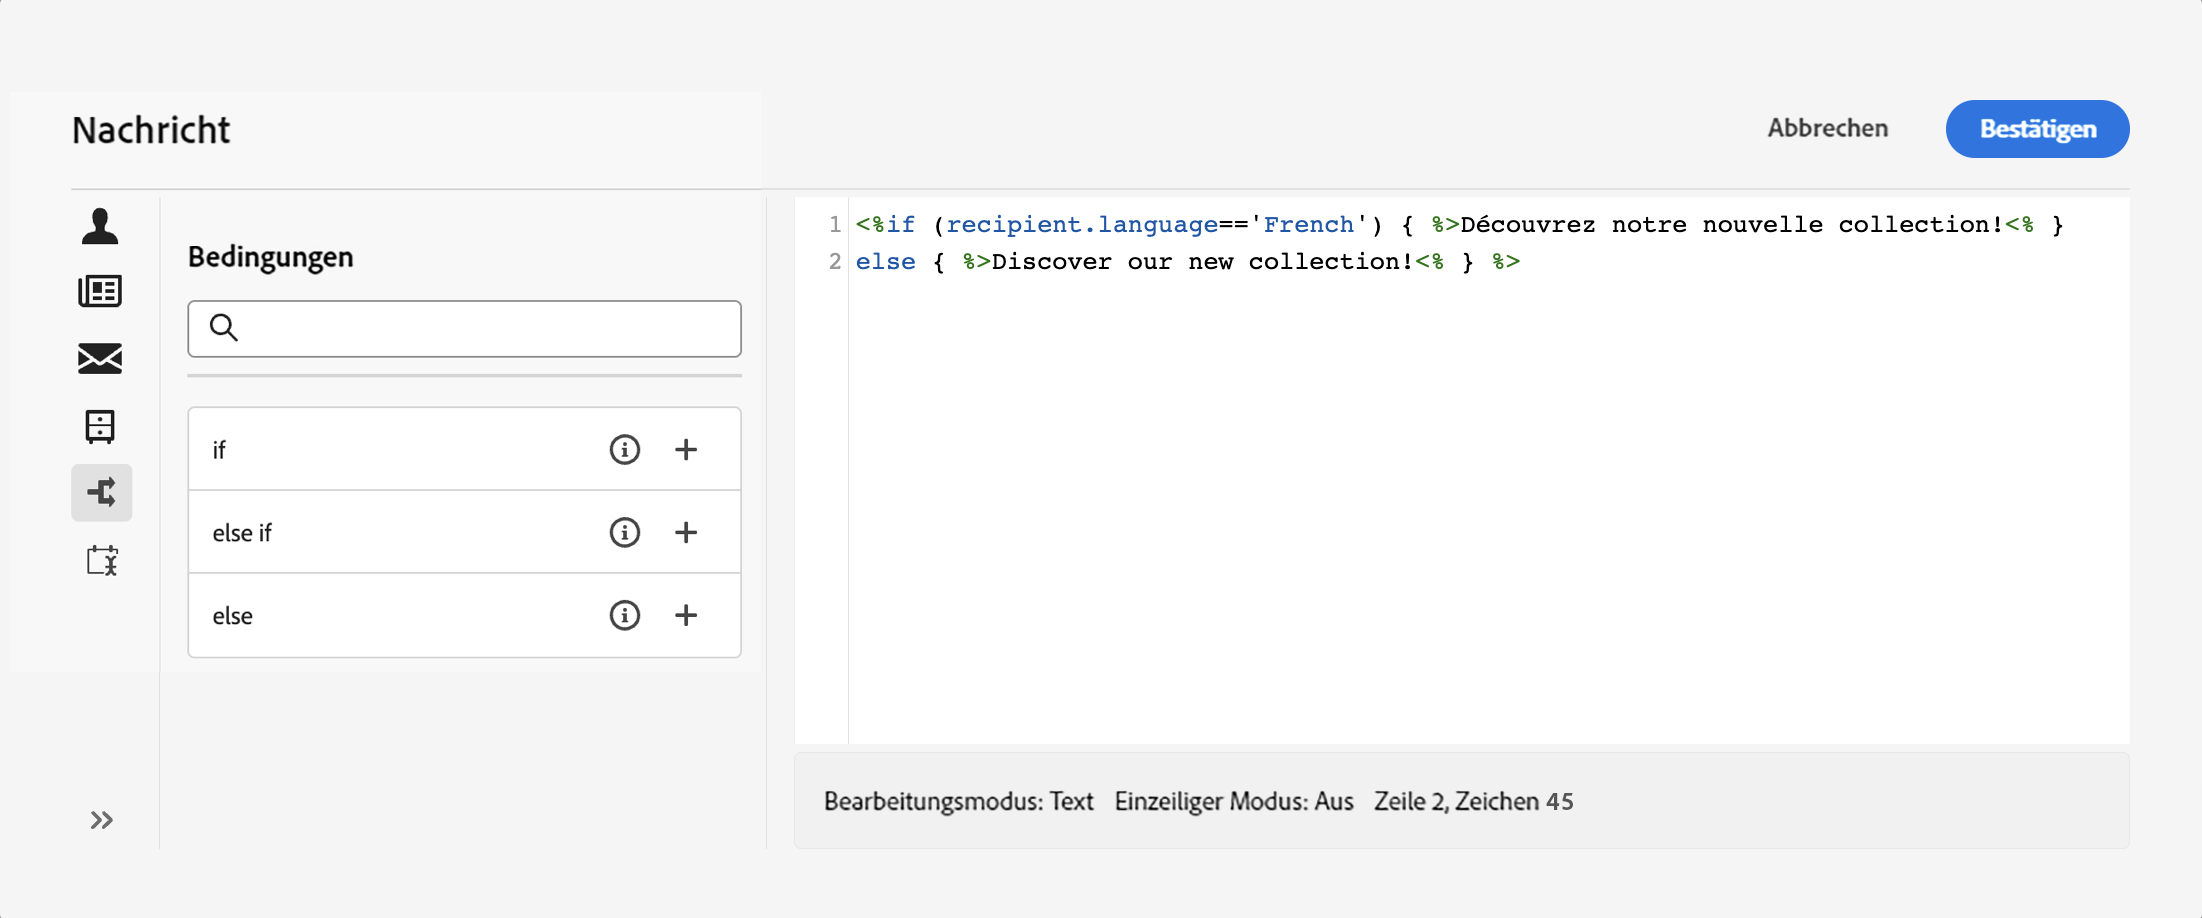 Nachricht
Abbrechen
Bestätigen
Bedingungen
if
else if
else
1 <%if (recipient.language=='French') { %>Découvrez notre nouvelle collection!<% }
2 else { %>Discover our new collection!<% } %>
Bearbeitungsmodus: Text Einzeiliger Modus: Aus Zeile 2, Zeichen 45